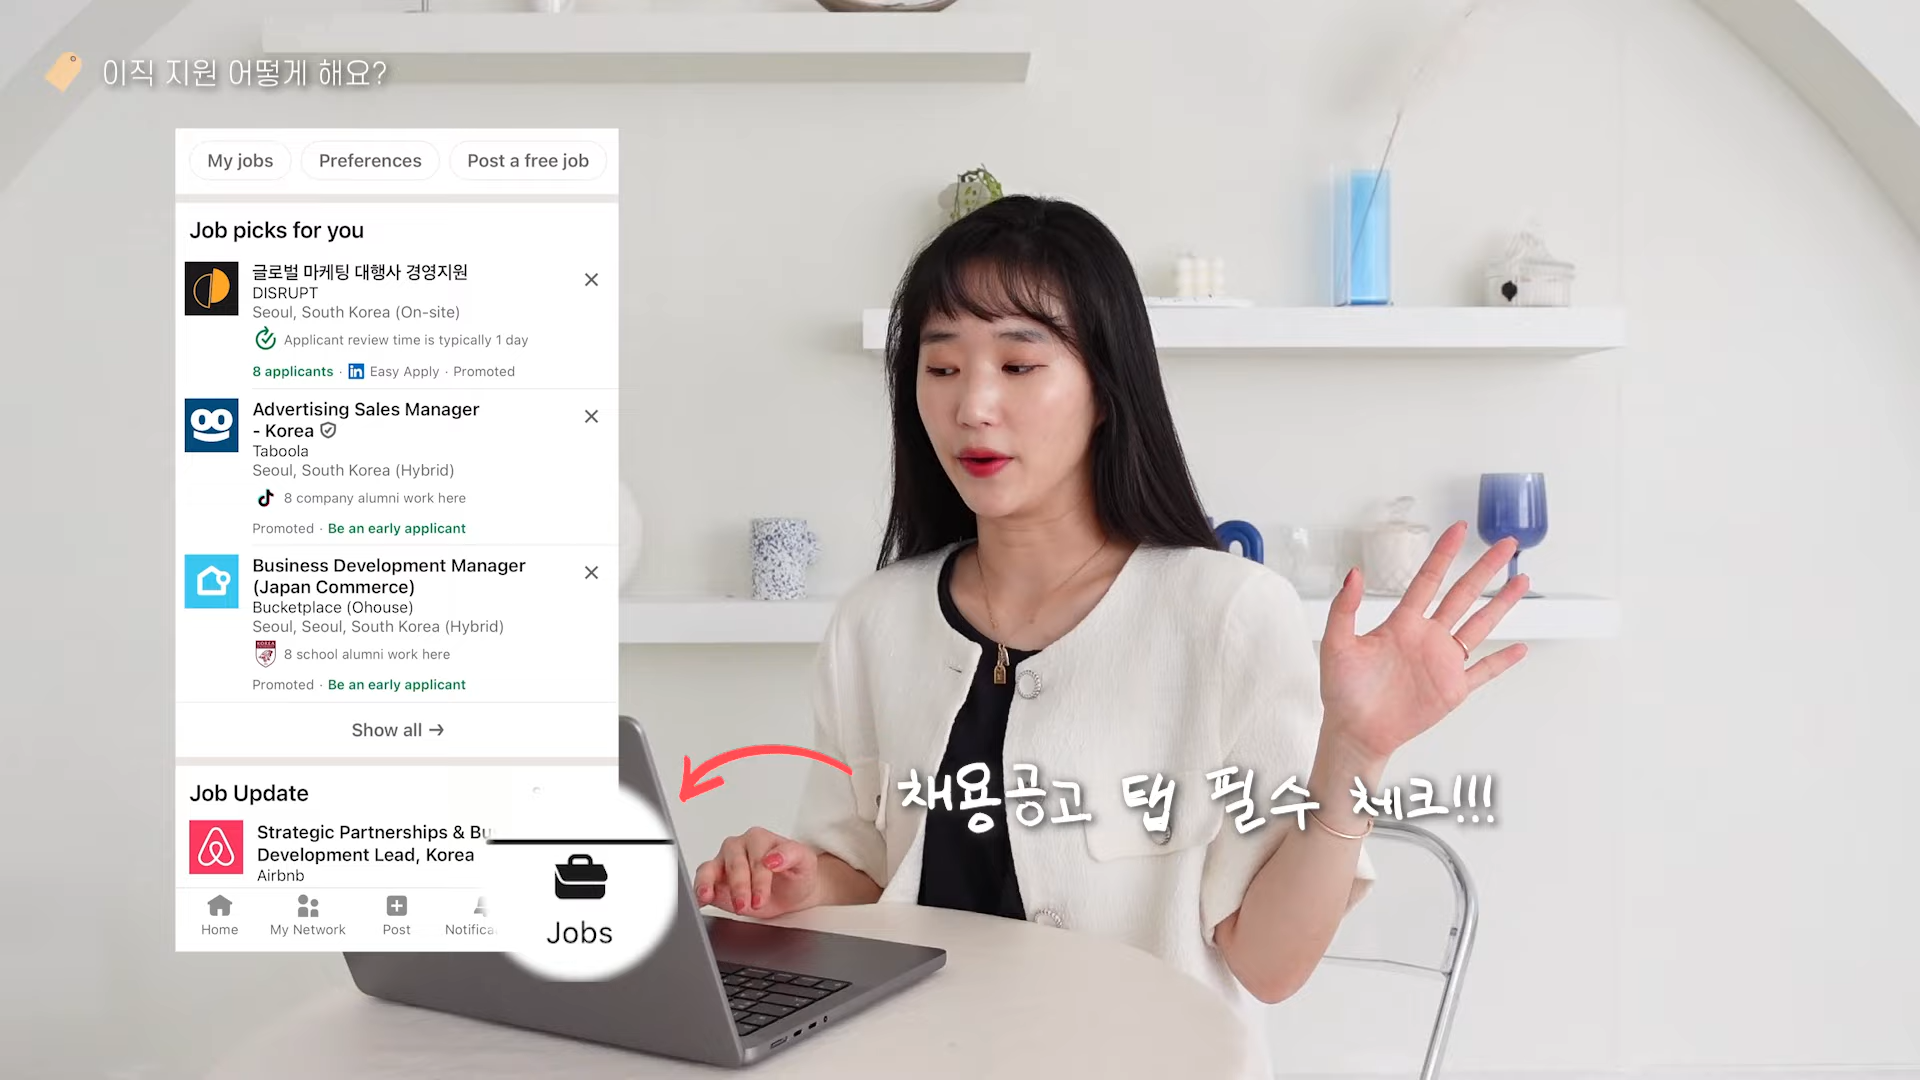 이직 지원 어떻게 해요?
My jobs
Preferences
Post a free job
Job picks for you
글로벌 마케팅 대행사 경영지원
DISRUPT
Seoul, South Korea (On-site)
Applicant review time is typically 1 day
8 applicants · in Easy Apply · Promoted
Advertising Sales Manager
- Korea
Taboola
Seoul, South Korea (Hybrid)
8 company alumni work here
Promoted · Be an early applicant
Business Development Manager
(Japan Commerce)
Bucketplace (Ohouse)
Seoul, Seoul, South Korea (Hybrid)
8 school alumni work here
Promoted · Be an early applicant
Show all →
Job Update
Strategic Partnerships & Bu
Development Lead, Korea
Airbnb
Home
My Network
Post
Notifica
Jobs
채용공고 탭 필수 체크!!!